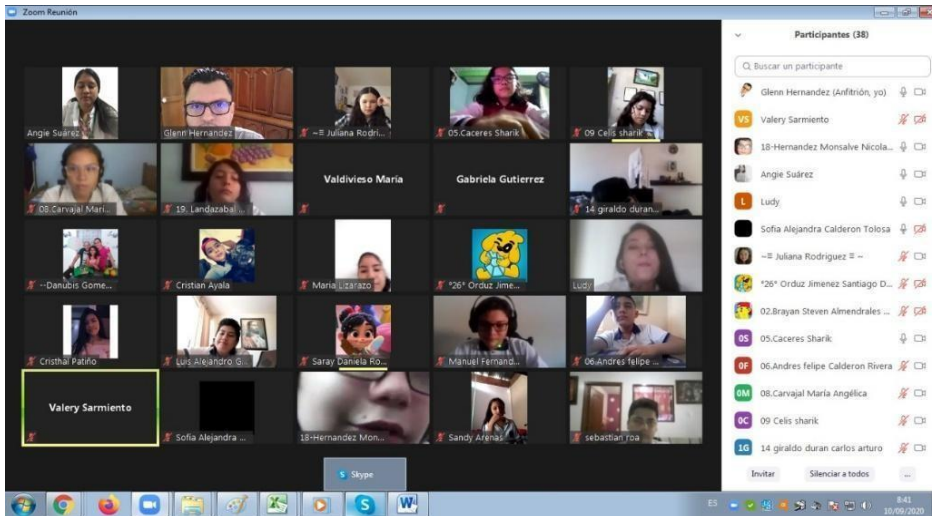 Zoom Reunión
Angie Suárez
Glenn Hernandez
~≡ Juliana Rodri...
05.Caceres Sharik
09 Celis sharik
08.Carvajal Mari...
19. Landazabal ...
Valdivieso María
Gabriela Gutierrez
14 giraldo duran...
--Danubis Gome...
Cristian Ayala
Maria Lizarazo
*26* Orduz Jime...
Ludy
Cristhal Patiño
Luis Alejandro G...
Saray Daniela Ro...
Manuel Fernand...
06.Andres felipe ...
Valery Sarmiento
Sofia Alejandra ...
18-Hernandez Mon...
Sandy Arenas
sebastian roa
Skype
Participantes (38)
Buscar un participante
Glenn Hernandez (Anfitrión, yo)
VS Valery Sarmiento
18-Hernandez Monsalve Nicola...
Angie Suárez
L Ludy
Sofia Alejandra Calderon Tolosa
~≡ Juliana Rodriguez ≡ ~
*26* Orduz Jimenez Santiago D...
02.Brayan Steven Almendrales ...
0S 05.Caceres Sharik
0F 06.Andres felipe Calderon Rivera
0M 08.Carvajal María Angélica
0C 09 Celis sharik
1G 14 giraldo duran carlos arturo
Invitar
Silenciar a todos
...
ES
8:41
10/09/2020